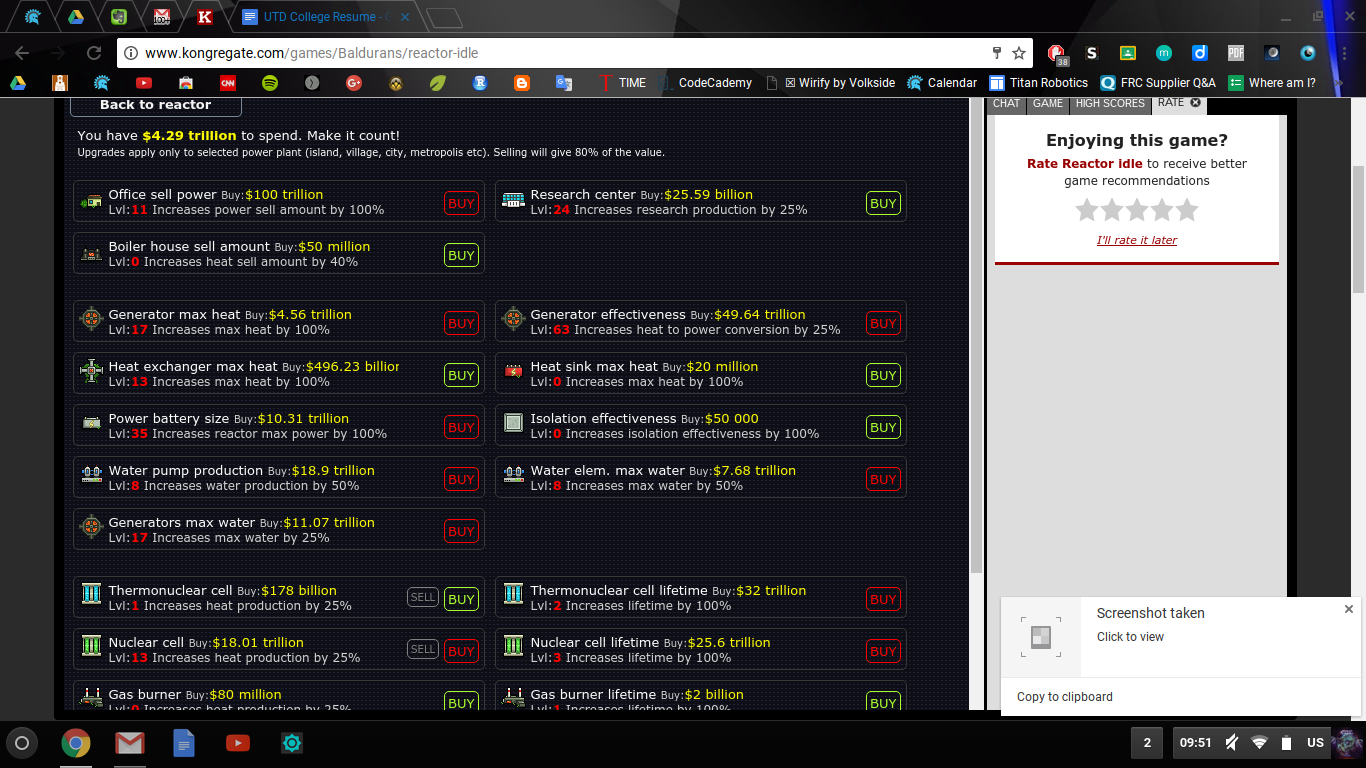 UTD College Resume - G
www.kongregate.com/games/Baldurans/reactor-idle
TIME CodeCademy Wirify by Volkside Calendar Titan Robotics FRC Supplier Q&A Where am I?
Back to reactor
You have $4.29 trillion to spend. Make it count!
Upgrades apply only to selected power plant (island, village, city, metropolis etc). Selling will give 80% of the value.
Office sell power Buy:$100 trillion
Lvl:11 Increases power sell amount by 100%
BUY
Research center Buy:$25.59 billion
Lvl:24 Increases research production by 25%
BUY
Boiler house sell amount Buy:$50 million
Lvl:0 Increases heat sell amount by 40%
BUY
Generator max heat Buy:$4.56 trillion
Lvl:17 Increases max heat by 100%
BUY
Generator effectiveness Buy:$49.64 trillion
Lvl:63 Increases heat to power conversion by 25%
BUY
Heat exchanger max heat Buy:$496.23 billior
Lvl:13 Increases max heat by 100%
BUY
Heat sink max heat Buy:$20 million
Lvl:0 Increases max heat by 100%
BUY
Power battery size Buy:$10.31 trillion
Lvl:35 Increases reactor max power by 100%
BUY
Isolation effectiveness Buy:$50 000
Lvl:0 Increases isolation effectiveness by 100%
BUY
Water pump production Buy:$18.9 trillion
Lvl:8 Increases water production by 50%
BUY
Water elem. max water Buy:$7.68 trillion
Lvl:8 Increases max water by 50%
BUY
Generators max water Buy:$11.07 trillion
Lvl:17 Increases max water by 25%
BUY
Thermonuclear cell Buy:$178 billion
Lvl:1 Increases heat production by 25%
SELL BUY
Thermonuclear cell lifetime Buy:$32 trillion
Lvl:2 Increases lifetime by 100%
BUY
Nuclear cell Buy:$18.01 trillion
Lvl:13 Increases heat production by 25%
SELL BUY
Nuclear cell lifetime Buy:$25.6 trillion
Lvl:3 Increases lifetime by 100%
BUY
Gas burner Buy:$80 million
Lvl:0 Increases heat production by 25%
BUY
Gas burner lifetime Buy:$2 billion
Lvl:1 Increases lifetime by 100%
BUY
CHAT GAME HIGH SCORES RATE
Enjoying this game?
Rate Reactor idle to receive better
game recommendations
I'll rate it later
Screenshot taken
Click to view
Copy to clipboard
2 09:51 US